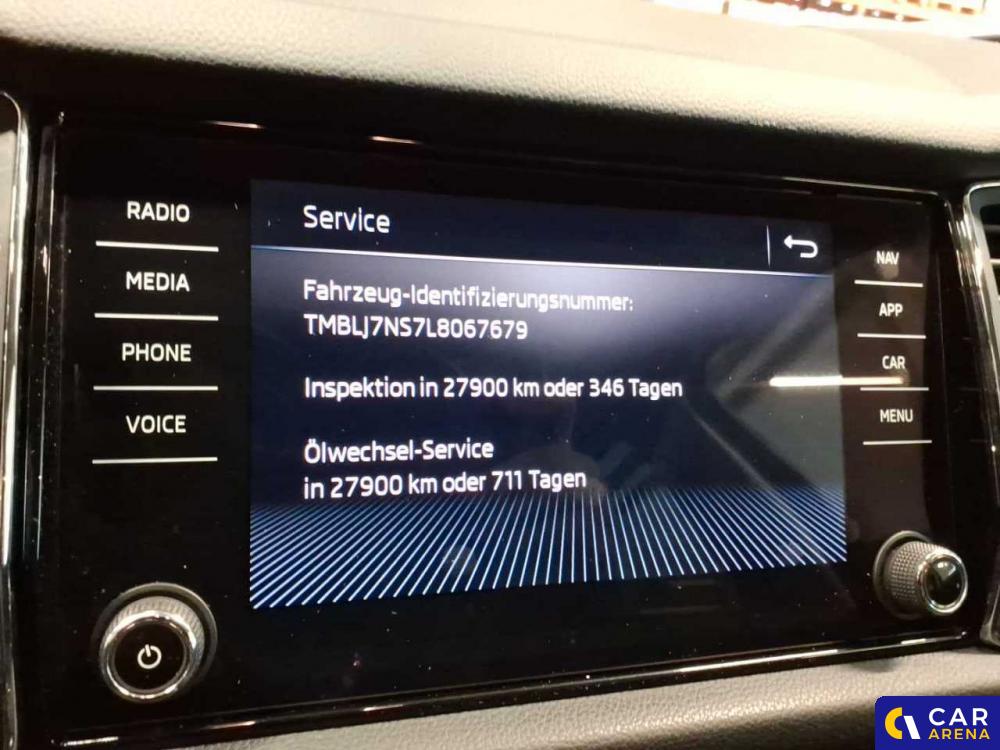 RADIO
MEDIA
PHONE
VOICE
Service
Fahrzeug-Identifizierungsnummer:
TMBLJ7NS7L8067679
Inspektion in 27900 km oder 346 Tagen
Ölwechsel-Service
in 27900 km oder 711 Tagen
NAV
APP
CAR
MENU
CAR
ARENA